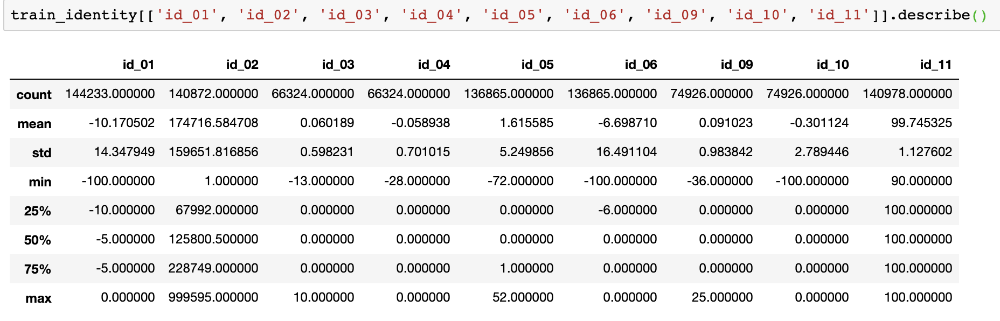 train_identity[['id_01', 'id_02', 'id_03', 'id_04', 'id_05', 'id_06', 'id_09', 'id_10', 'id_11']].describe()
id_01 id_02 id_03 id_04 id_05 id_06 id_09 id_10 id_11
count 144233.000000 140872.000000 66324.000000 66324.000000 136865.000000 136865.000000 74926.000000 74926.000000 140978.000000
mean -10.170502 174716.584708 0.060189 -0.058938 1.615585 -6.698710 0.091023 -0.301124 99.745325
std 14.347949 159651.816856 0.598231 0.701015 5.249856 16.491104 0.983842 2.789446 1.127602
min -100.000000 1.000000 -13.000000 -28.000000 -72.000000 -100.000000 -36.000000 -100.000000 90.000000
25% -10.000000 67992.000000 0.000000 0.000000 0.000000 -6.000000 0.000000 0.000000 100.000000
50% -5.000000 125800.500000 0.000000 0.000000 0.000000 0.000000 0.000000 0.000000 100.000000
75% -5.000000 228749.000000 0.000000 0.000000 1.000000 0.000000 0.000000 0.000000 100.000000
max 0.000000 999595.000000 10.000000 0.000000 52.000000 0.000000 25.000000 0.000000 100.000000